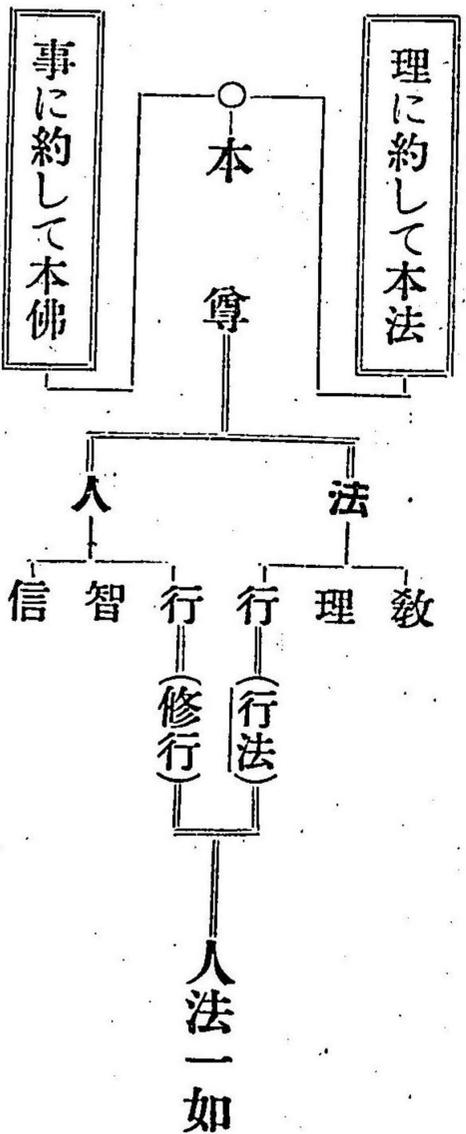 理に約して本法
本尊
事に約して本佛
法
人
教
理
行
行
智
信
(行法)
(修行)
人法一如